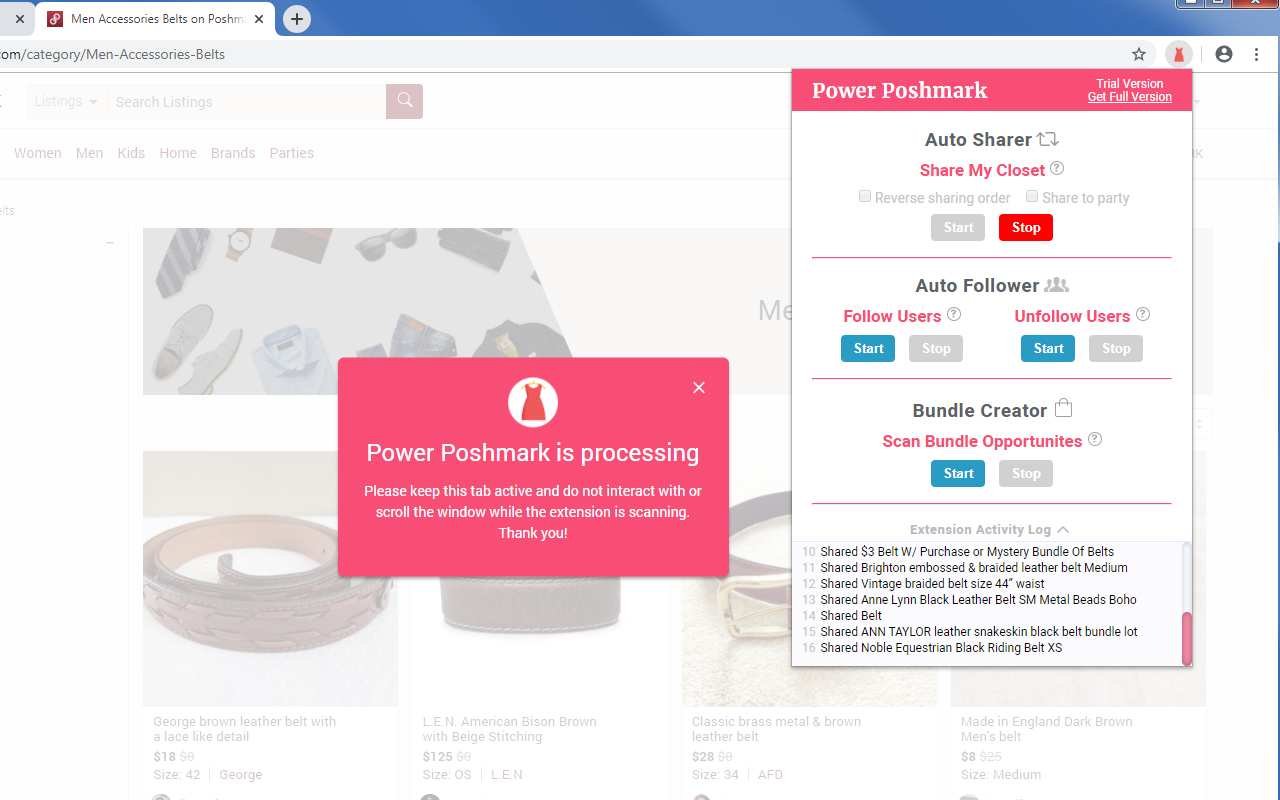 Men Accessories Belts on Poshm
com/category/Men-Accessories-Belts
Listings
Search Listings
Women Men Kids Home Brands Parties
elts
Me
Power Poshmark
Trial Version
Get Full Version
Auto Sharer
Share My Closet
Reverse sharing order
Share to party
Start
Stop
Auto Follower
Follow Users
Unfollow Users
Start Stop
Start Stop
Bundle Creator
Scan Bundle Opportunites
Start Stop
Extension Activity Log
10 Shared $3 Belt W/ Purchase or Mystery Bundle Of Belts
11 Shared Brighton embossed & braided leather belt Medium
12 Shared Vintage braided belt size 44” waist
13 Shared Anne Lynn Black Leather Belt SM Metal Beads Boho
14 Shared Belt
15 Shared ANN TAYLOR leather snakeskin black belt bundle lot
16 Shared Noble Equestrian Black Riding Belt XS
Power Poshmark is processing
Please keep this tab active and do not interact with or
scroll the window while the extension is scanning.
Thank you!
George brown leather belt with
a lace like detail
$18 $0
Size: 42 George
L.E.N. American Bison Brown
with Beige Stitching
$125 $0
Size: OS L.E.N
Classic brass metal & brown
leather belt
$28 $0
Size: 34 AFD
Made in England Dark Brown
Men's belt
$8 $25
Size: Medium